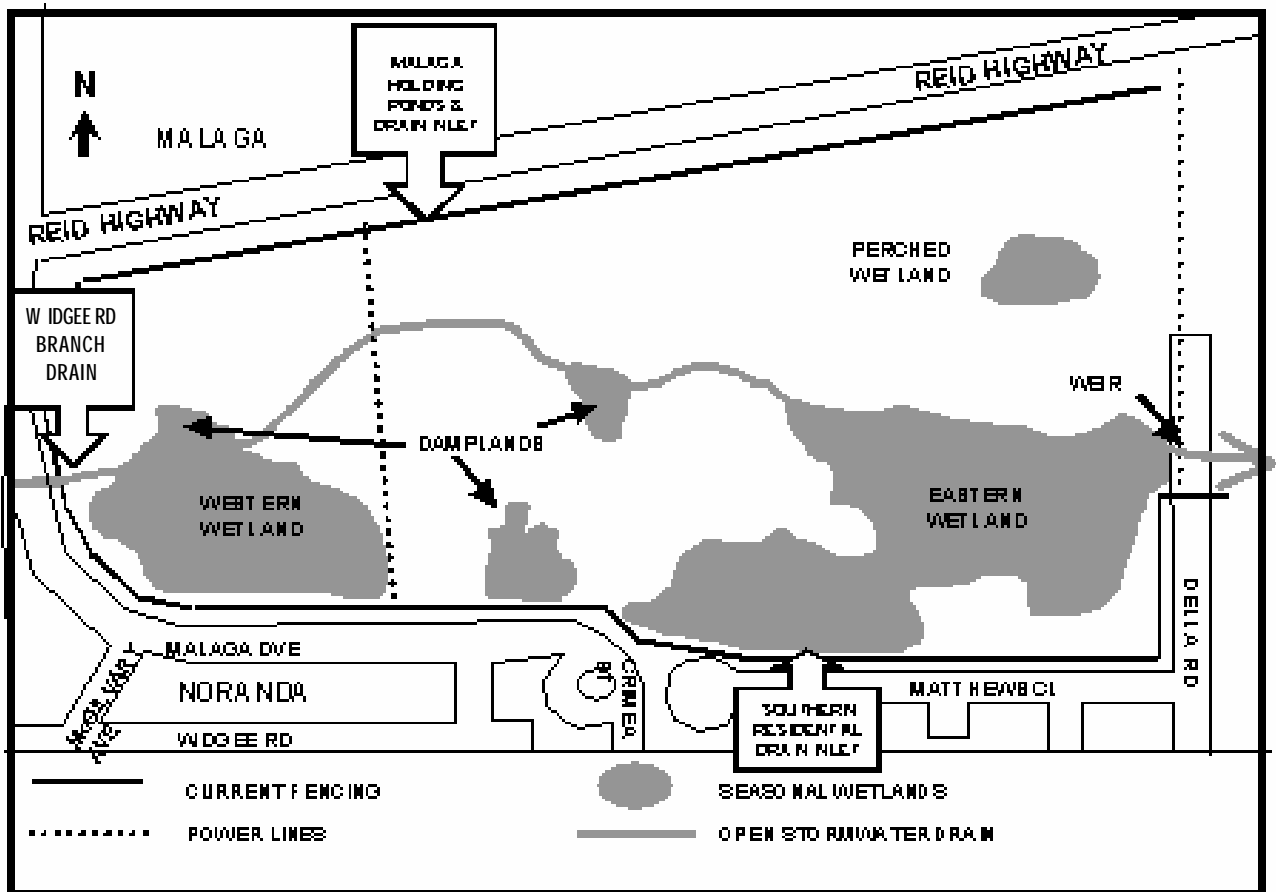 MALAGA
HOLDING
PONDS &
DRAIN INLET
REID HIGHWAY
N
MALAGA
REID HIGHWAY
PERCHED
WETLAND
WIDGEE RD
BRANCH
DRAIN
WEIR
DAMPLANDS
WESTERN
WETLAND
EASTERN
WETLAND
DELLA RD
MALAGA DVE
CRIMEA
ST
NORANDA
MATTHEWS CL
SOUTHERN
RESIDENTIAL
DRAIN INLET
AVE
WIDGEE RD
CURRENT FENCING
SEASONAL WETLANDS
POWER LINES
OPEN STORMWATER DRAIN